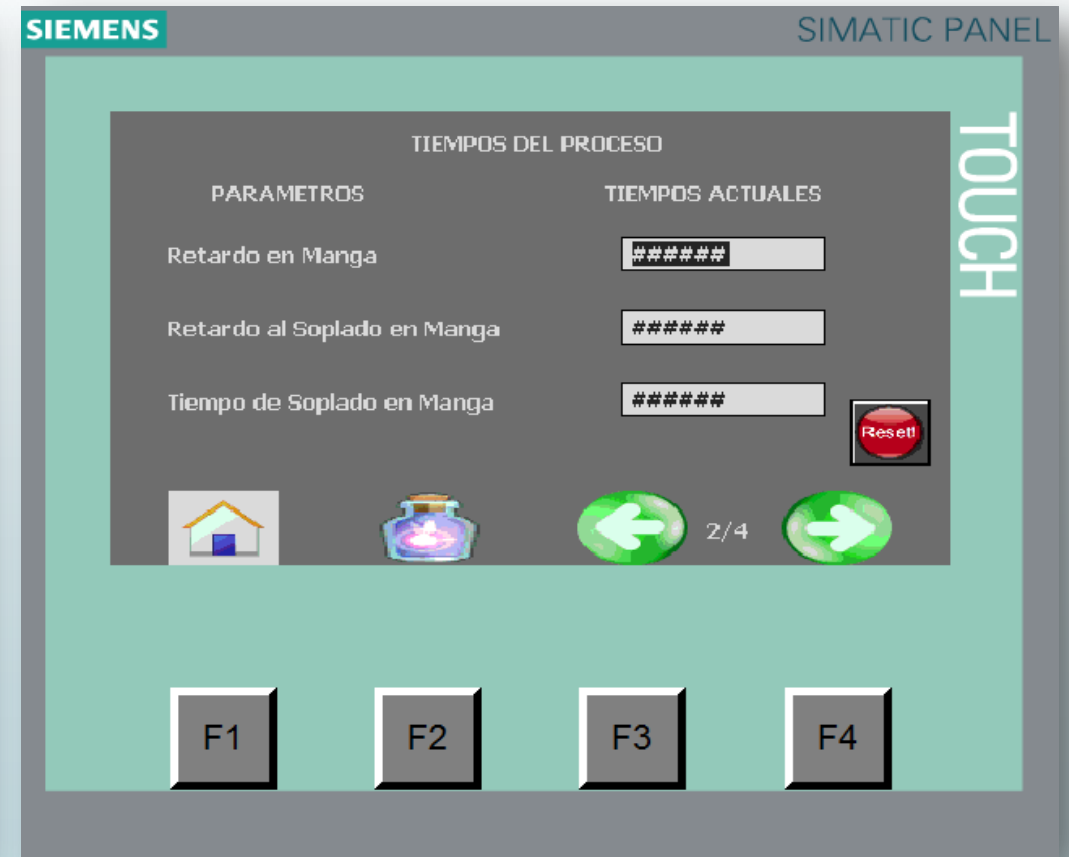 SIEMENS
SIMATIC PANEL
TOUCH
TIEMPOS DEL PROCESO
PARAMETROS
TIEMPOS ACTUALES
Retardo en Manga
######
Retardo al Soplado en Manga
######
Tiempo de Soplado en Manga
######
Reset!
2/4
F1
F2
F3
F4